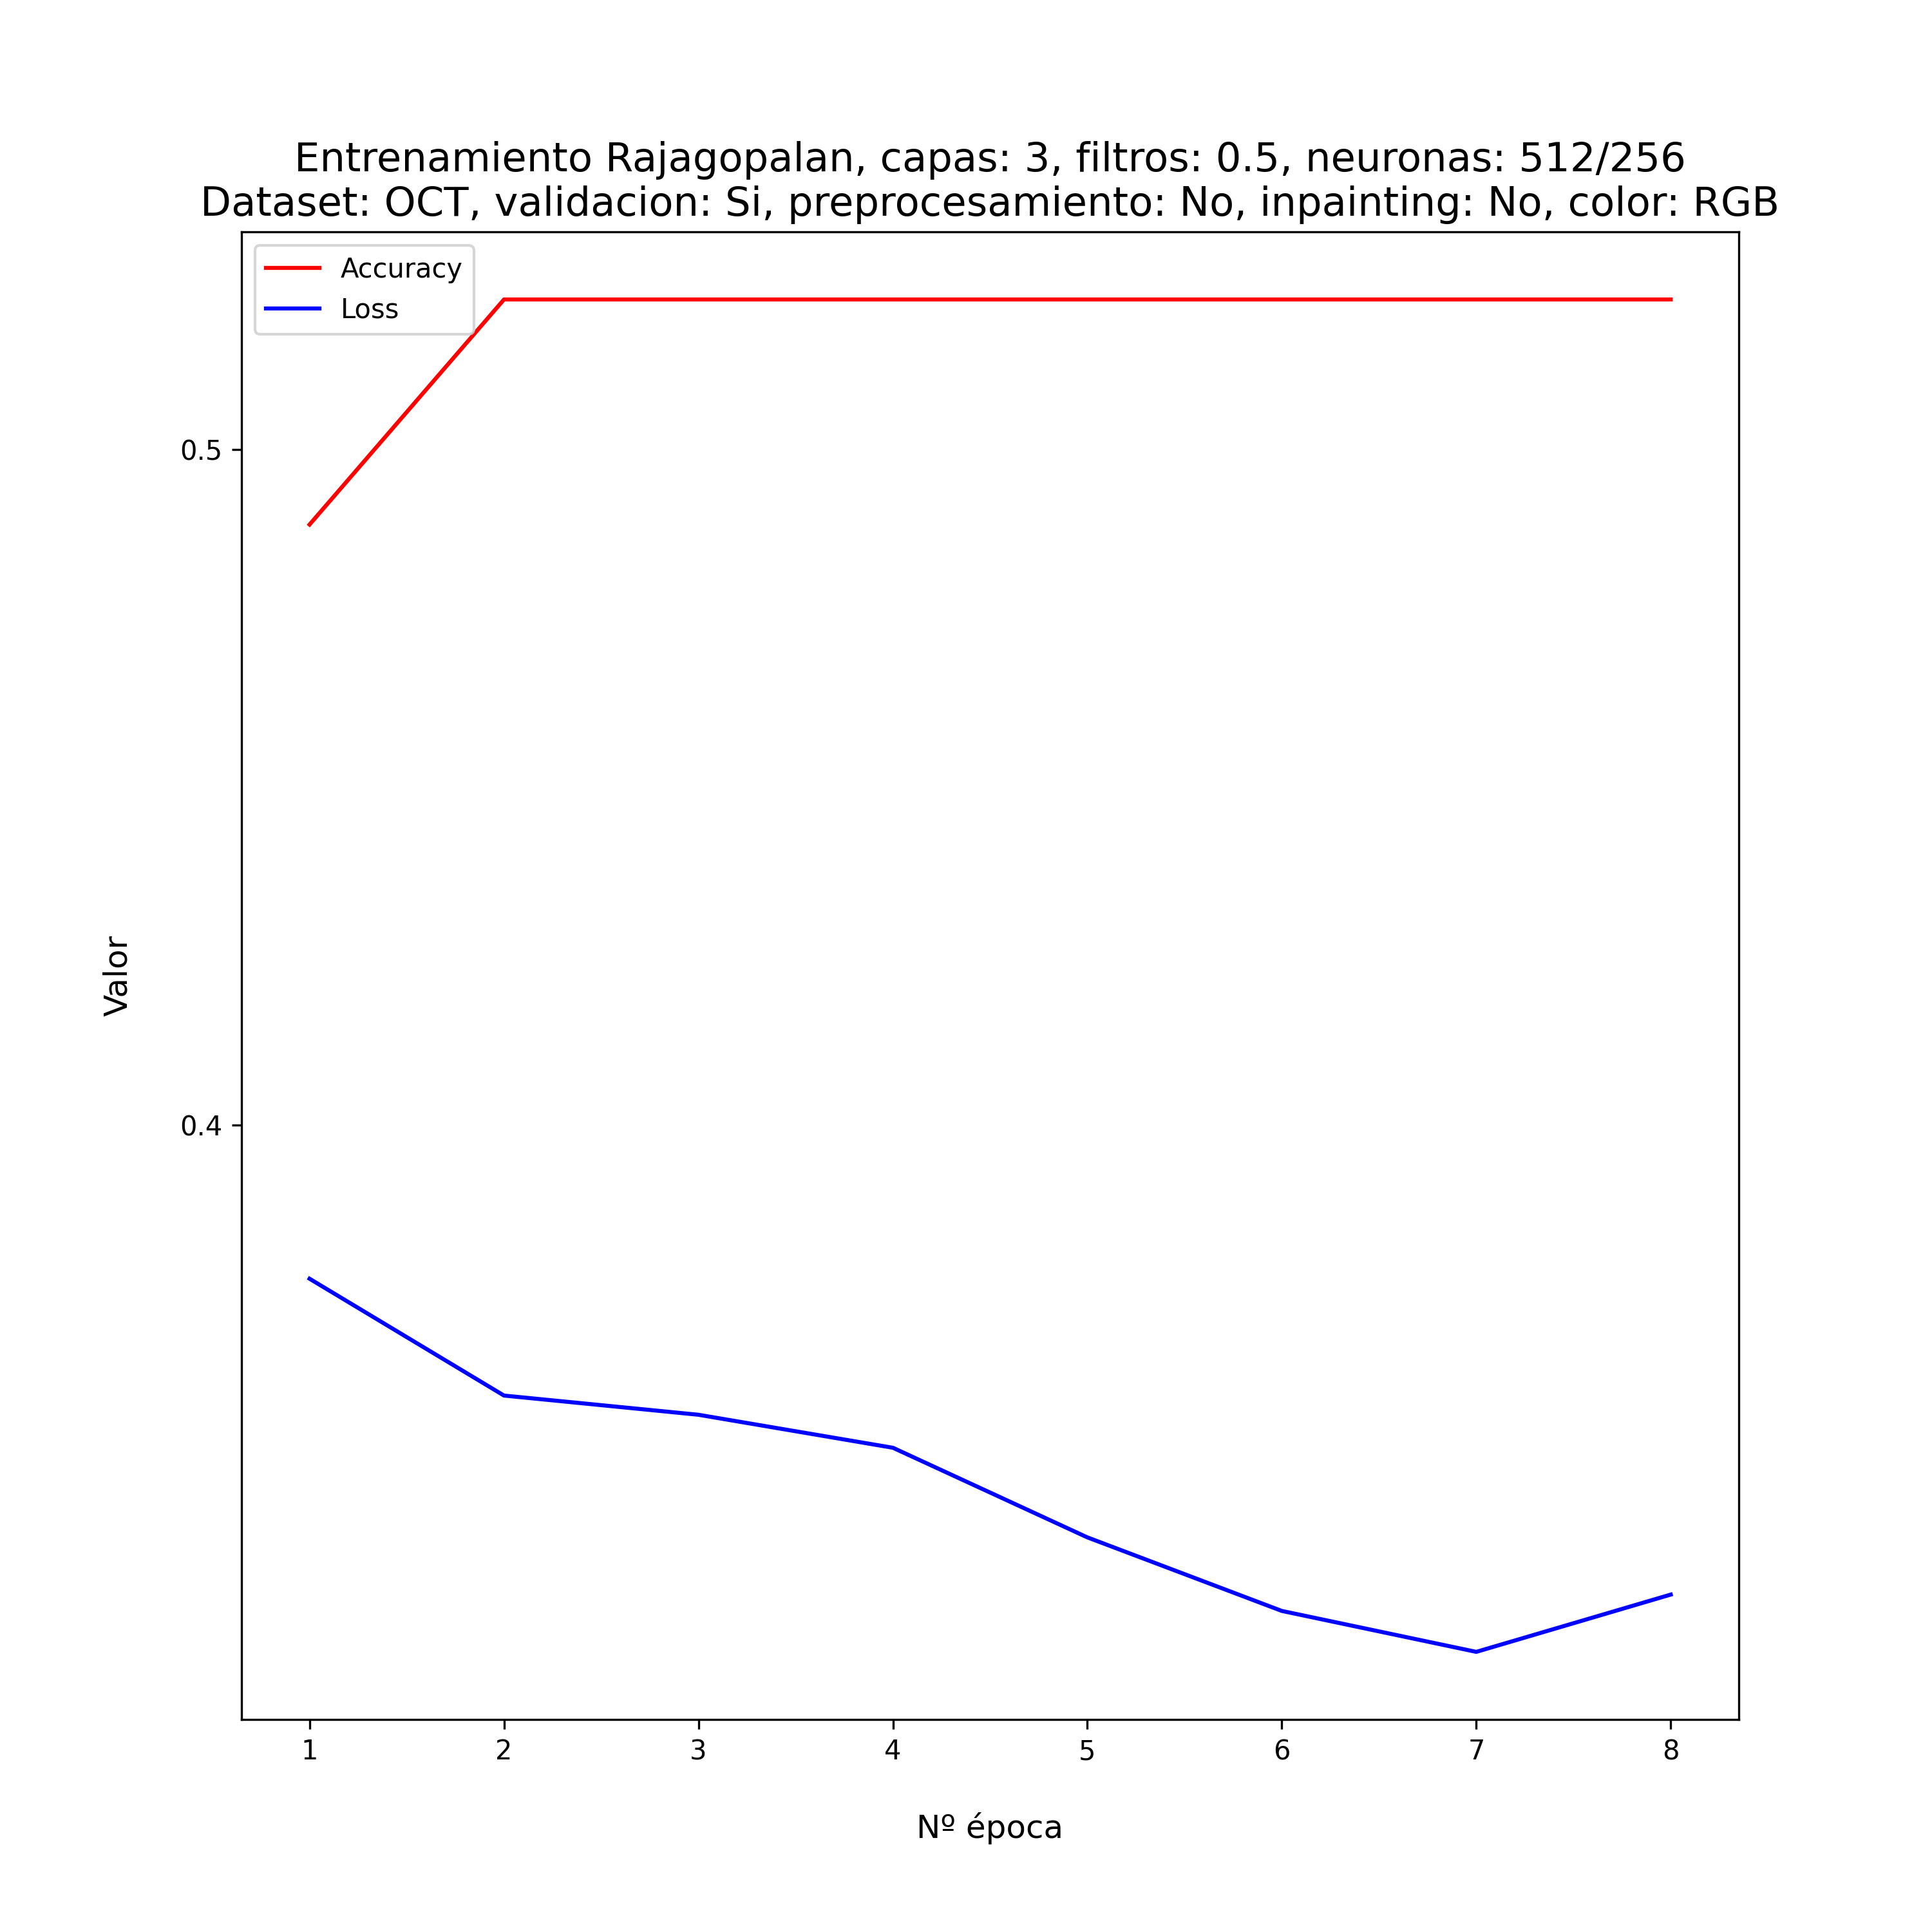 Entrenamiento Rajagopalan, capas: 3, filtros: 0.5, neuronas: 512/256
Dataset: OCT, validacion: Si, preprocesamiento: No, inpainting: No, color: RGB
Accuracy
Loss
0.5
0.4
Valor
1 2 3 4 5 6 7 8
Nº época